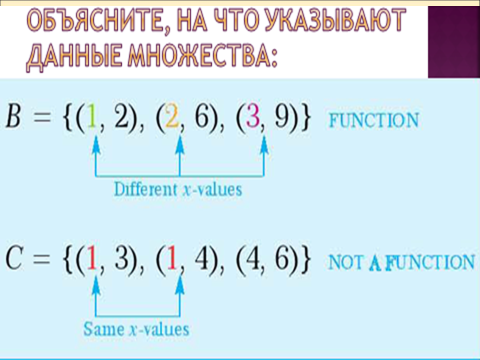 ОБЪЯСНИТЕ, НА ЧТО УКАЗЫВАЮТ
ДАННЫЕ МНОЖЕСТВА:
B = {(1, 2), (2, 6), (3, 9)} FUNCTION
Different x-values
C = {(1, 3), (1, 4), (4, 6)} NOT A FUNCTION
Same x-values